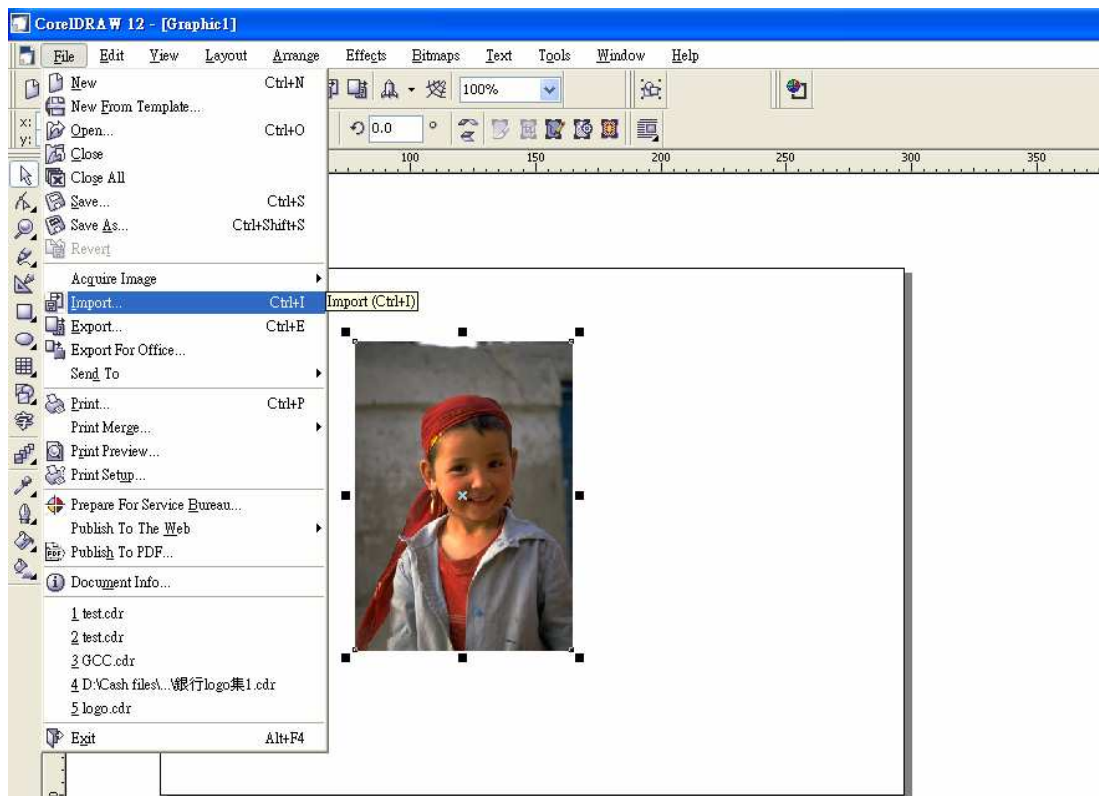 CorelDRAW 12 - [Graphic1]
File Edit View Layout Arrange Effects Bitmaps Text Tools Window Help
New Ctrl+N
100%
New From Template...
Open... Ctrl+O
x:
y:
0.0 °
Close
100 150 200 250 300 350
Close All
Save... Ctrl+S
Save As... Ctrl+Shift+S
Revert
Acquire Image
Import... Ctrl+I
Import (Ctrl+I)
Export... Ctrl+E
Export For Office...
Send To
Print... Ctrl+P
Print Merge...
字
Print Preview...
Print Setup...
Prepare For Service Bureau...
Publish To The Web
PDF
Publish To PDF...
Document Info...
1 test.cdr
2 test.cdr
3 GCC.cdr
4 D:\Cash files\...\銀行logo集1.cdr
5 logo.cdr
Exit Alt+F4